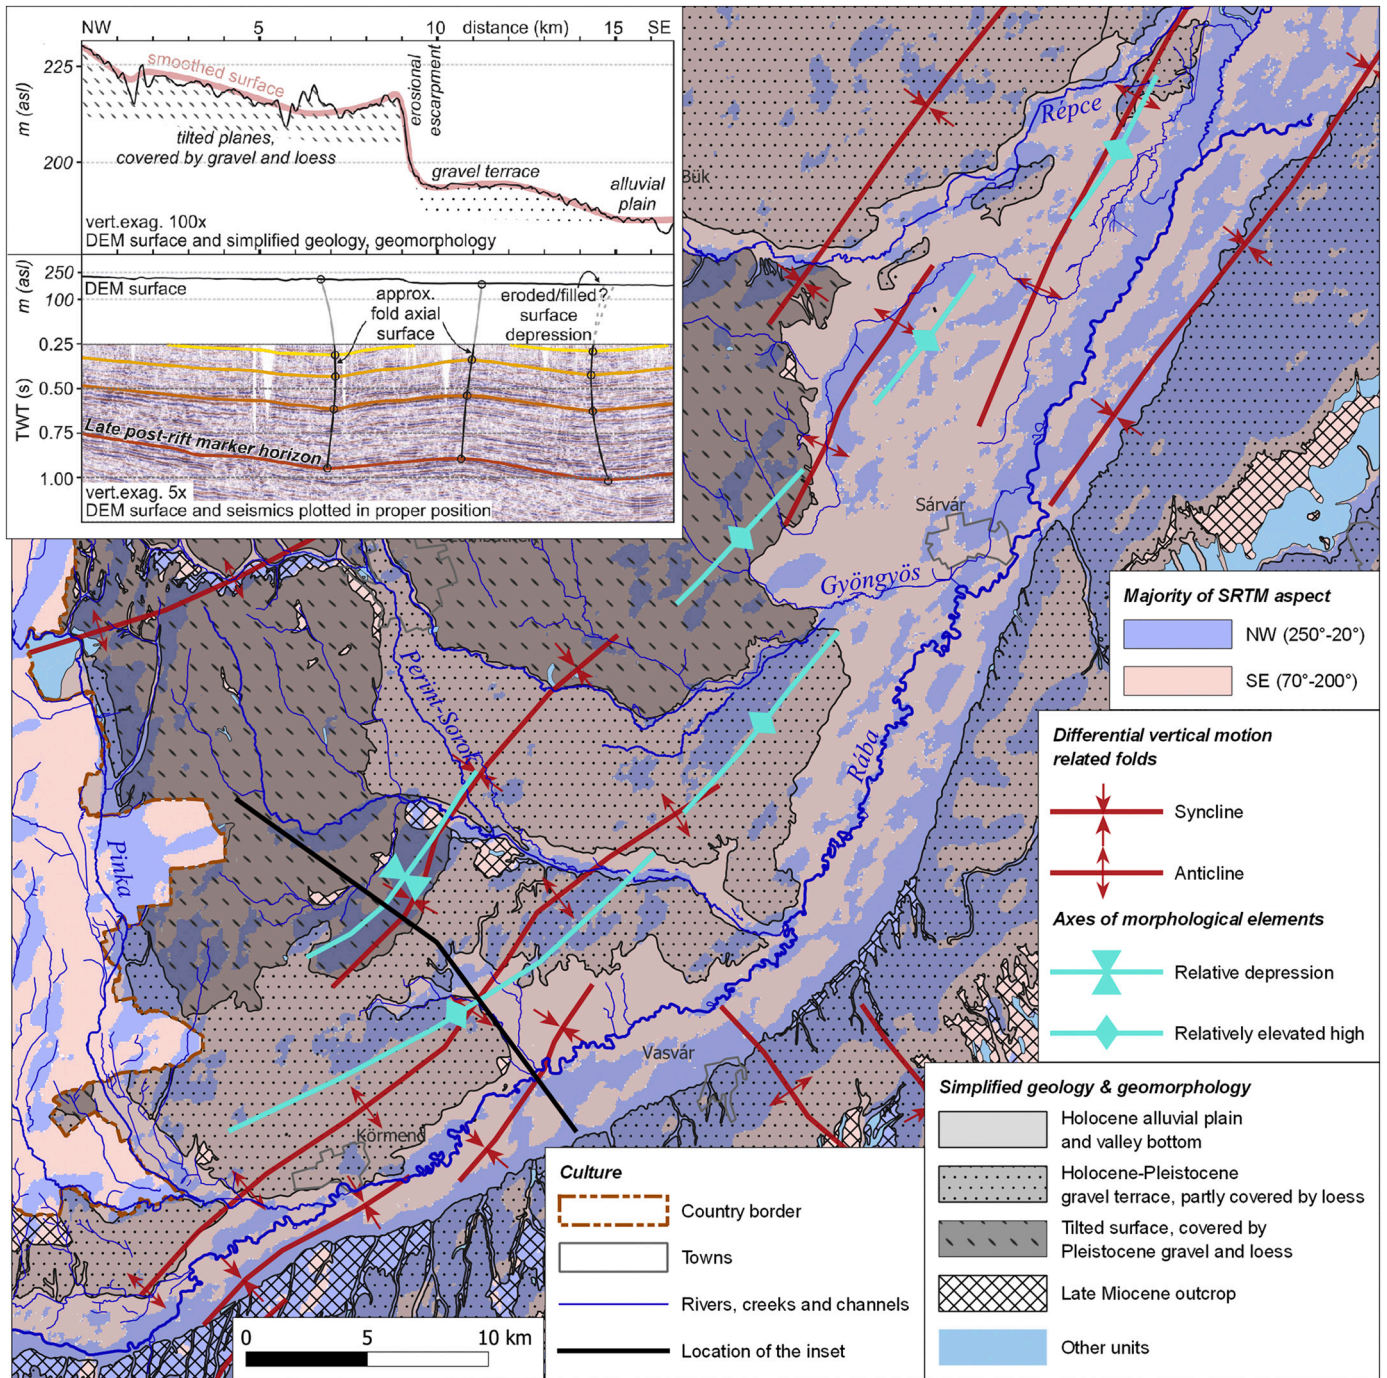 NW 5 10 distance (km) 15 SE
m (asl)
225
200
smoothed surface
erosional
escarpment
tilted planes,
covered by gravel and loess
gravel terrace
alluvial
plain
vert.exag. 100x
DEM surface and simplified geology, geomorphology
m (asl)
250
100
DEM surface
approx.
fold axial
surface
eroded/filled ?
surface
depression
TWT (s)
0.25
0.50
0.75
1.00
Late post-rift marker horizon
vert.exag. 5x
DEM surface and seismics plotted in proper position
Répce
Bük
Sárvár
Gyöngyös
Perint-Sorok
Rába
Pinka
Vasvár
Körmend
Majority of SRTM aspect
NW (250°-20°)
SE (70°-200°)
Differential vertical motion
related folds
Syncline
Anticline
Axes of morphological elements
Relative depression
Relatively elevated high
Simplified geology & geomorphology
Holocene alluvial plain
and valley bottom
Holocene-Pleistocene
gravel terrace, partly covered by loess
Tilted surface, covered by
Pleistocene gravel and loess
Late Miocene outcrop
Other units
Culture
Country border
Towns
Rivers, creeks and channels
Location of the inset
0 5 10 km